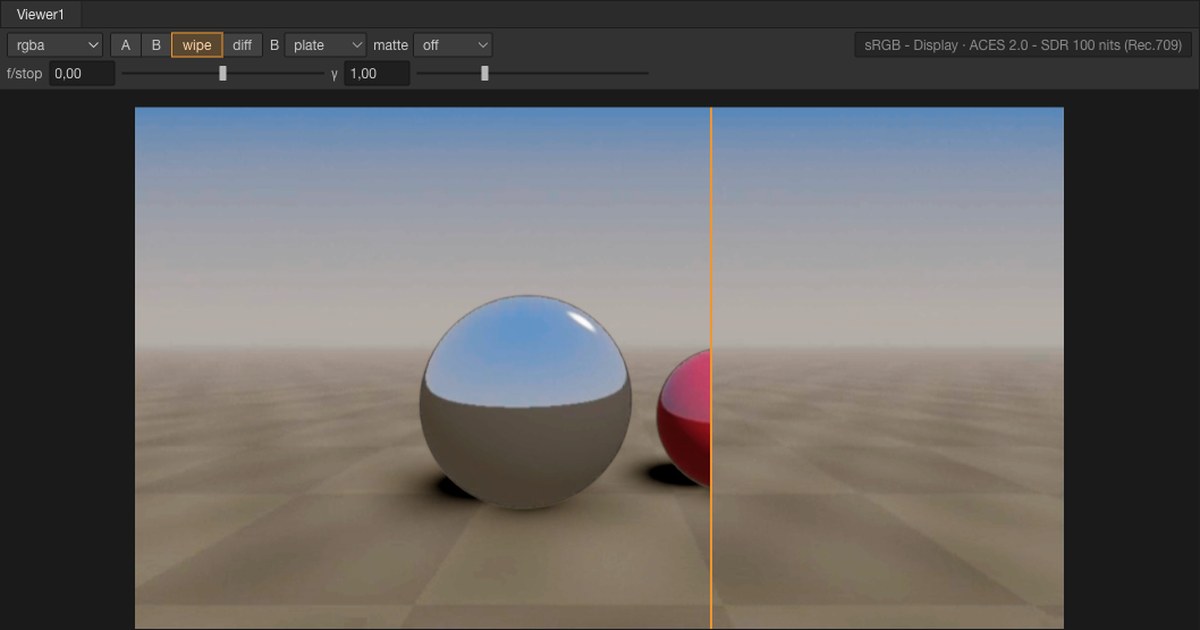 Viewer1
rgba A B wipe diff B plate matte off sRGB - Display · ACES 2.0 - SDR 100 nits (Rec.709)
f/stop 0,00 γ 1,00